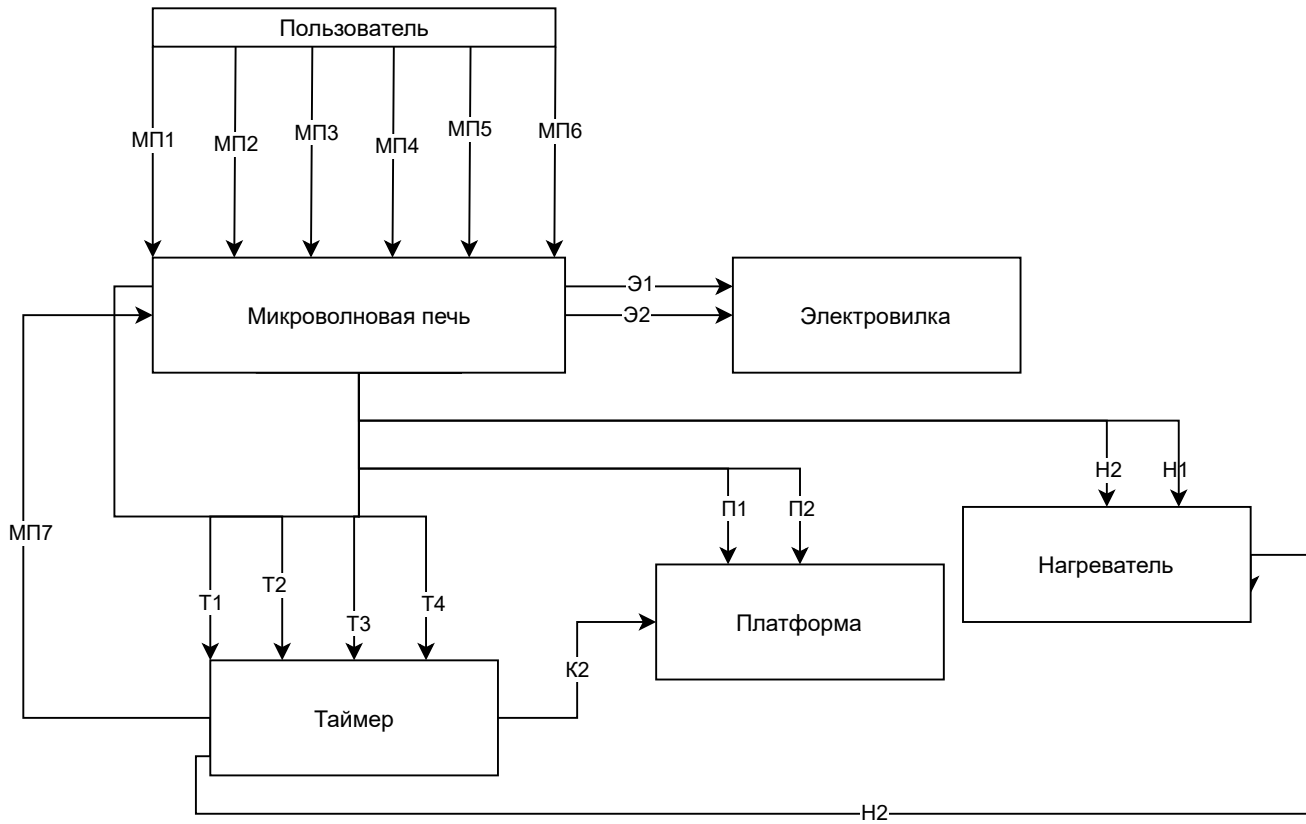 Пользователь
МП1
МП2
МП3
МП4
МП5
МП6
Микроволновая печь
Э1
Э2
Электровилка
Н2
Н1
Нагреватель
П1
П2
Платформа
МП7
Т1
Т2
Т3
Т4
К2
Таймер
Н2